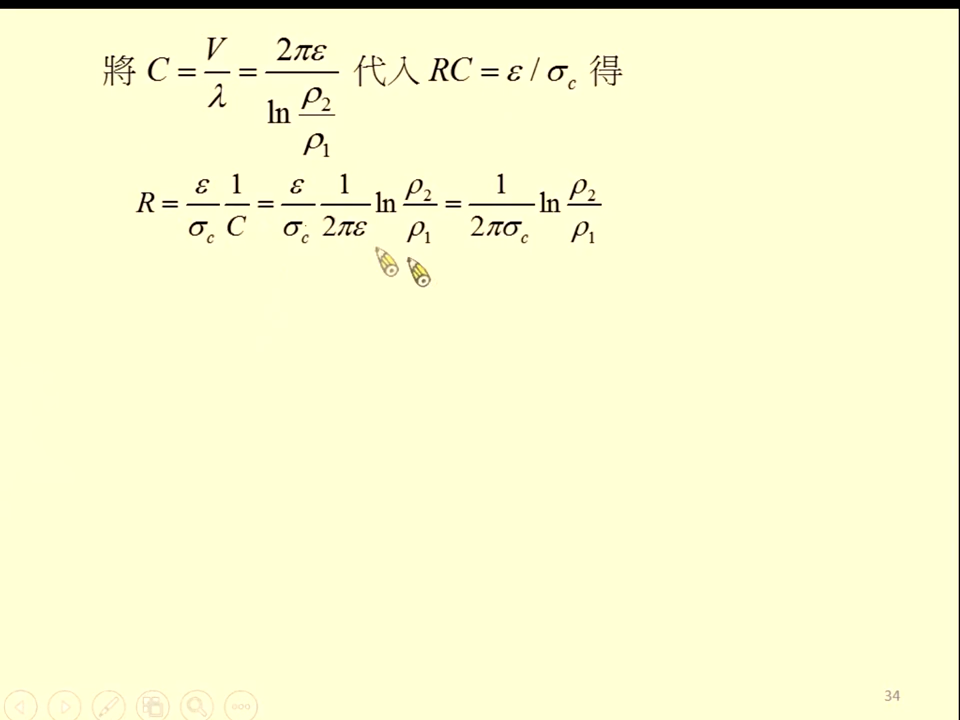 將 C = V/λ = 2πε / ln(ρ₂/ρ₁) 代入 RC = ε / σ_c 得
R = ε/σ_c 1/C = ε/σ_c 1/2πε ln ρ₂/ρ₁ = 1/2πσ_c ln ρ₂/ρ₁
34